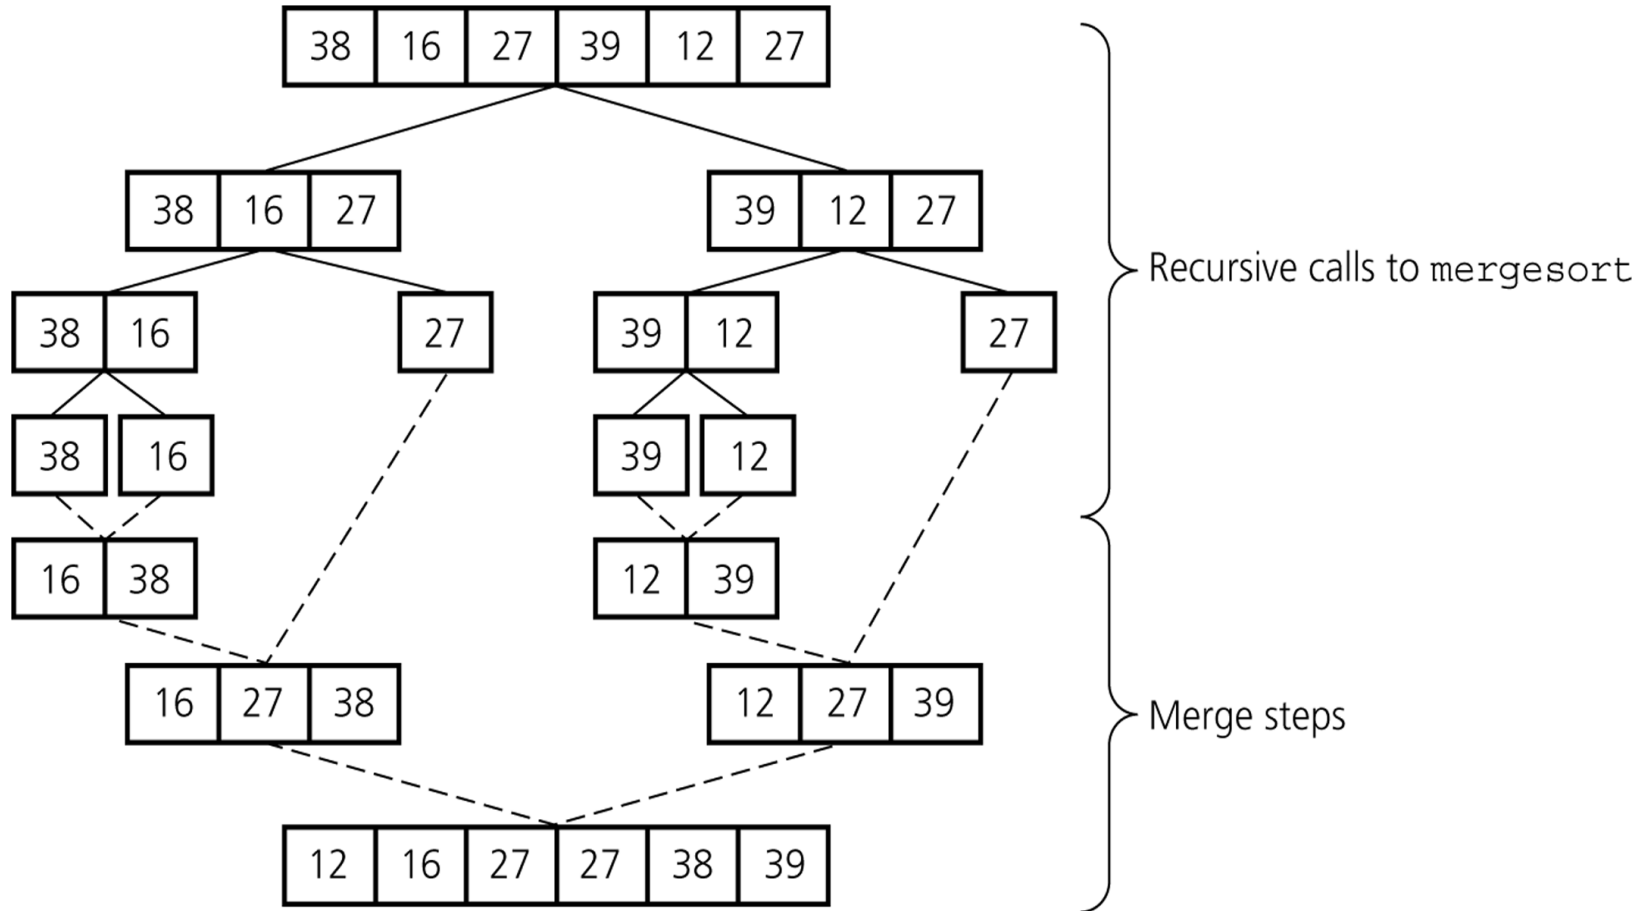 38 16 27 39 12 27
38 16 27
39 12 27
Recursive calls to mergesort
38 16
27
39 12
27
38
16
39
12
16 38
12 39
16 27 38
12 27 39
Merge steps
12 16 27 27 38 39